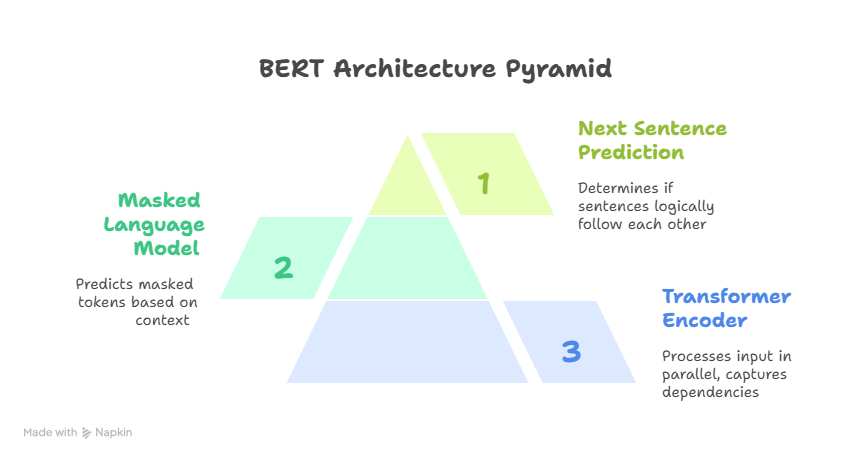 BERT Architecture Pyramid
Next Sentence
Prediction
1
Determines if
sentences logically
follow each other
Masked
Language
Model
2
Predicts masked
tokens based on
context
Transformer
Encoder
3
Processes input in
parallel, captures
dependencies
Made with Napkin